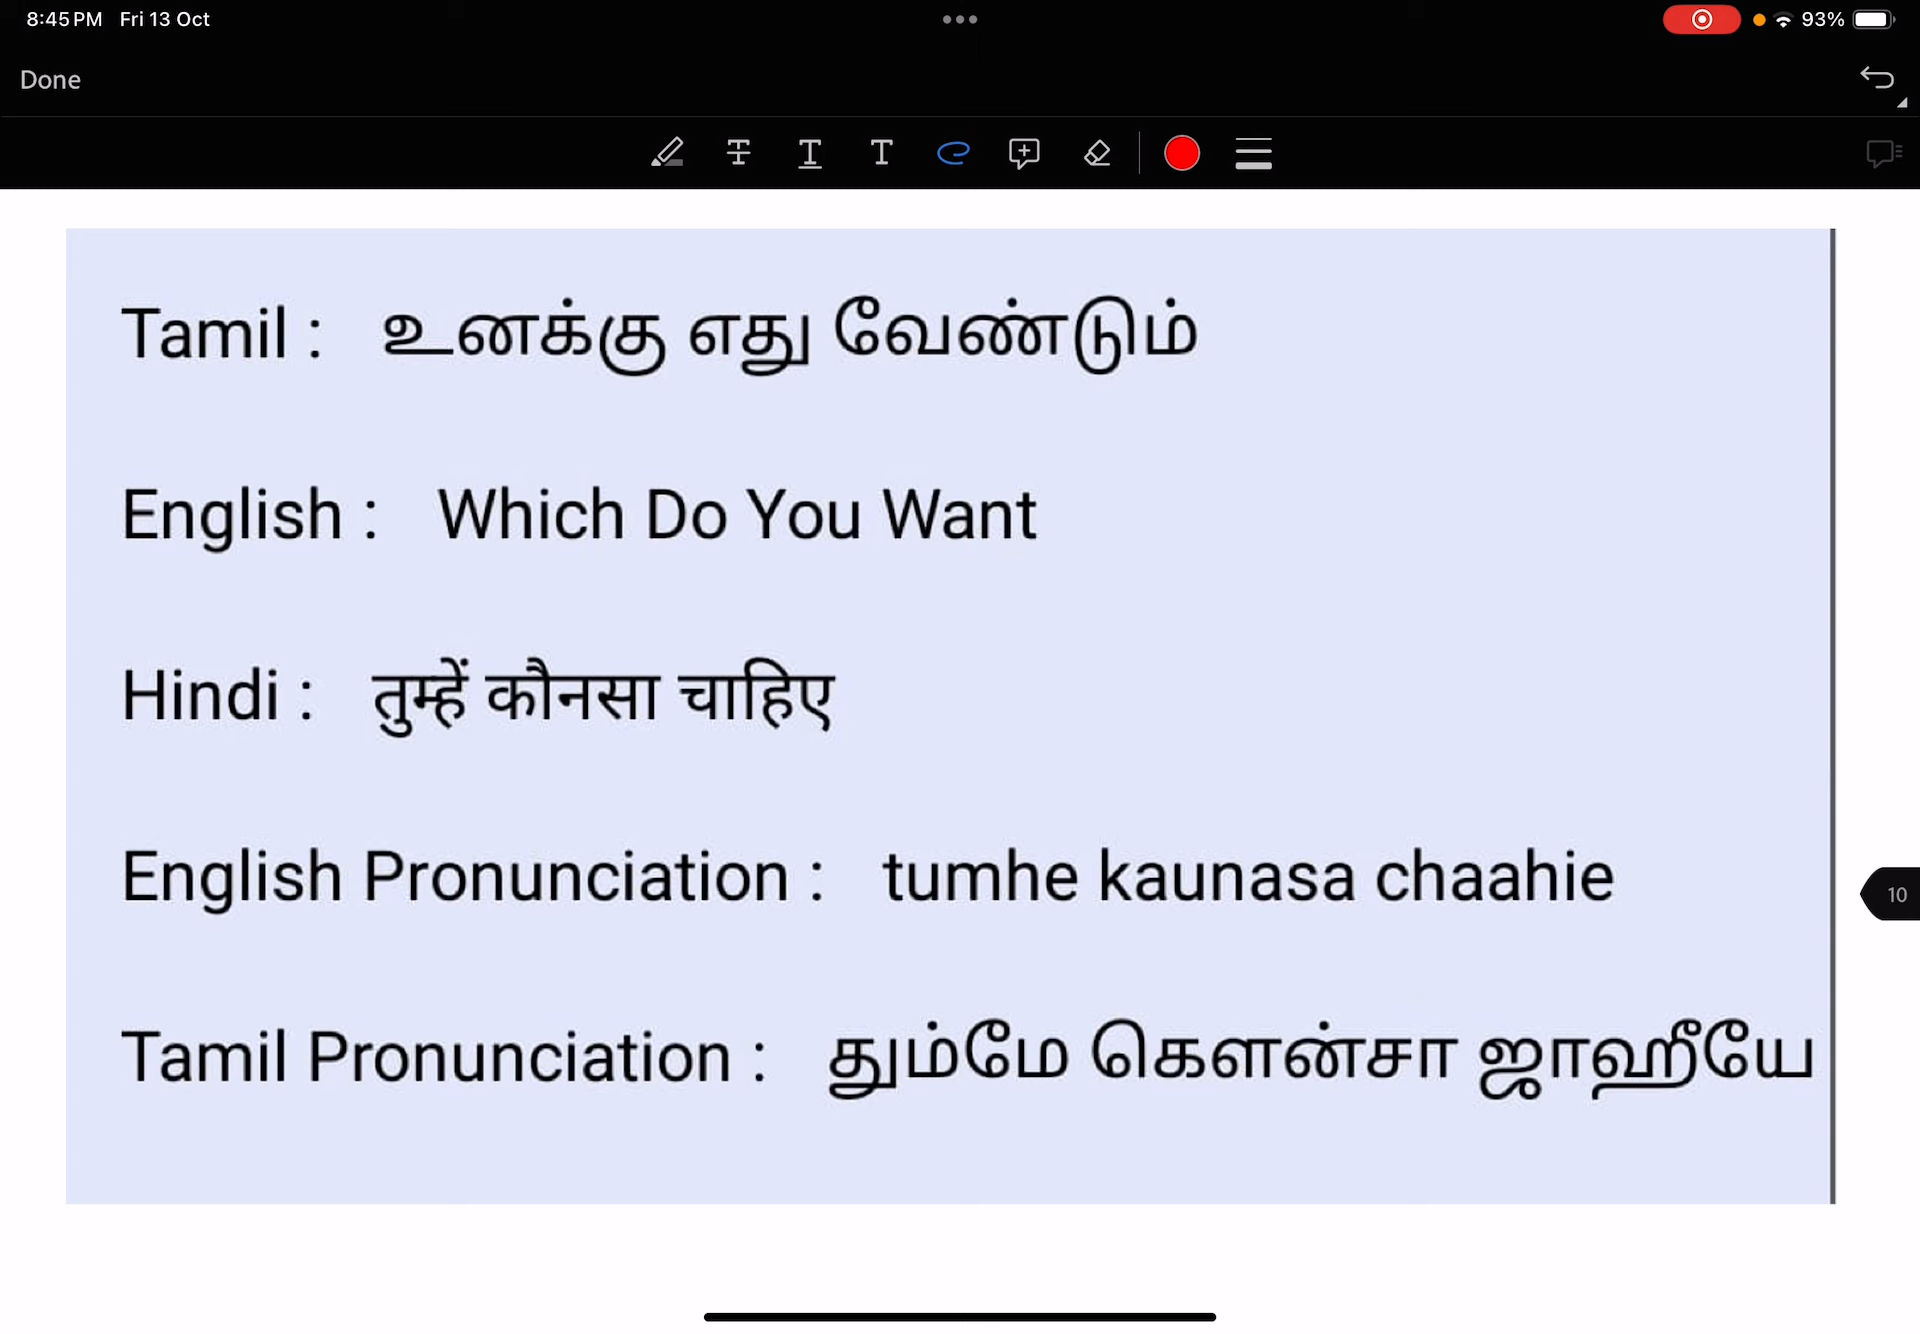 8:45 PM Fri 13 Oct
93%
Done
Tamil : உனக்கு எது வேண்டும்
English : Which Do You Want
Hindi : तुम्हें कौनसा चाहिए
English Pronunciation : tumhe kaunasa chaahie
10
Tamil Pronunciation : தும்மே கௌன்சா ஜாஹீயே